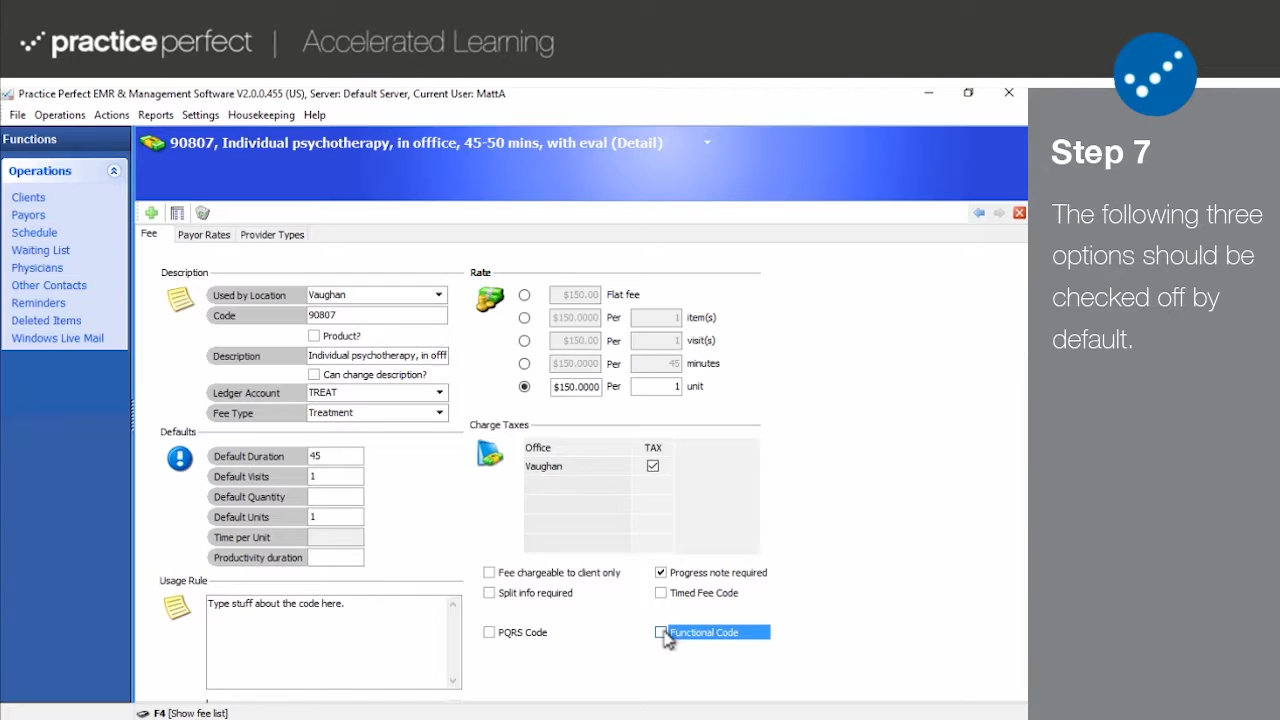 practice perfect | Accelerated Learning
Practice Perfect EMR & Management Software V2.0.0.455 (US), Server: Default Server, Current User: MattA
File Operations Actions Reports Settings Housekeeping Help
Functions
90807, Individual psychotherapy, in offfice, 45-50 mins, with eval (Detail)
Operations
Clients
Payors
Schedule
Waiting List
Physicians
Other Contacts
Reminders
Deleted Items
Windows Live Mail
Fee Payor Rates Provider Types
Description
Used by Location Vaughan
Code 90807
Product?
Description Individual psychotherapy, in offf
Can change description?
Ledger Account TREAT
Fee Type Treatment
Defaults
Default Duration 45
Default Visits 1
Default Quantity
Default Units 1
Time per Unit
Productivity duration
Usage Rule
Type stuff about the code here.
Rate
$150.00 Flat fee
$150.0000 Per 1 item(s)
$150.00 Per 1 visit(s)
$150.0000 Per 45 minutes
$150.0000 Per 1 unit
Charge Taxes
Office TAX
Vaughan
Fee chargeable to client only Progress note required
Split info required Timed Fee Code
PQRS Code Functional Code
F4 [Show fee list]
Step 7
The following three
options should be
checked off by
default.